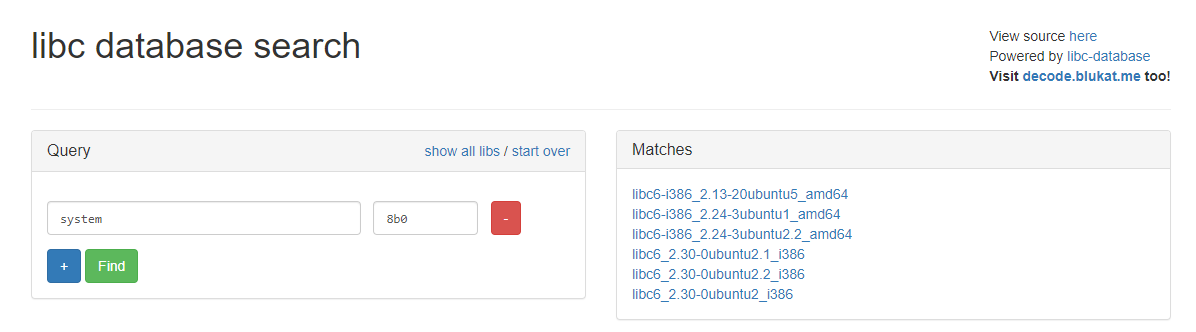 libc database search
View source here
Powered by libc-database
Visit decode.blukat.me too!
Query
show all libs / start over
system
8b0
-
+
Find
Matches
libc6-i386_2.13-20ubuntu5_amd64
libc6-i386_2.24-3ubuntu1_amd64
libc6-i386_2.24-3ubuntu2.2_amd64
libc6_2.30-0ubuntu2.1_i386
libc6_2.30-0ubuntu2.2_i386
libc6_2.30-0ubuntu2_i386